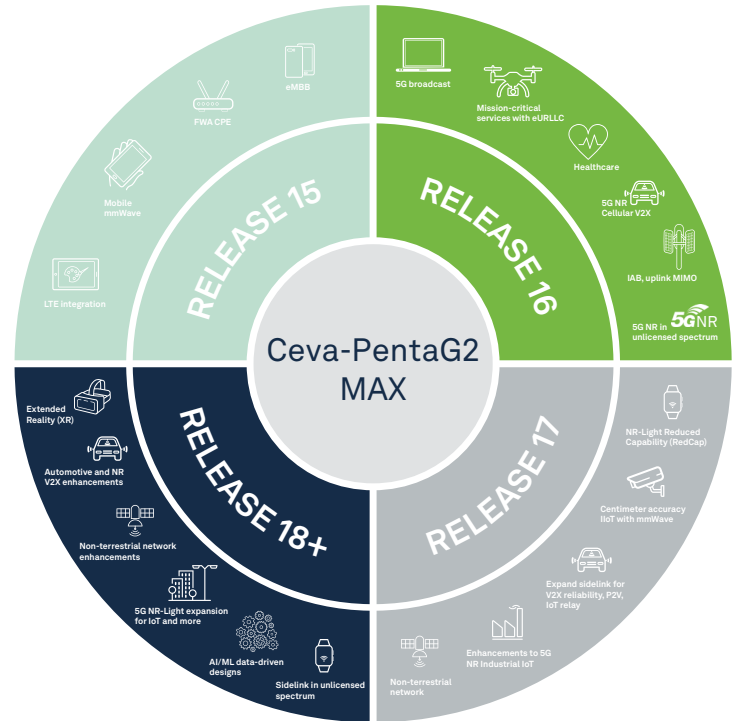 Ceva-PentaG2
MAX
RELEASE 15
eMBB
FWA CPE
Mobile
mmWave
LTE integration
RELEASE 16
5G broadcast
Mission-critical
services with eURLLC
Healthcare
5G NR
Cellular V2X
IAB, uplink MIMO
5G NR in
unlicensed spectrum
5G NR
RELEASE 17
NR-Light Reduced
Capability (RedCap)
Centimeter accuracy
IIoT with mmWave
Expand sidelink for
V2X reliability, P2V,
IoT relay
Enhancements to 5G
NR Industrial IoT
Non-terrestrial
network
RELEASE 18+
Extended
Reality (XR)
Automotive and NR
V2X enhancements
Non-terrestrial network
enhancements
5G NR-Light expansion
for IoT and more
AI/ML data-driven
designs
Sidelink in unlicensed
spectrum